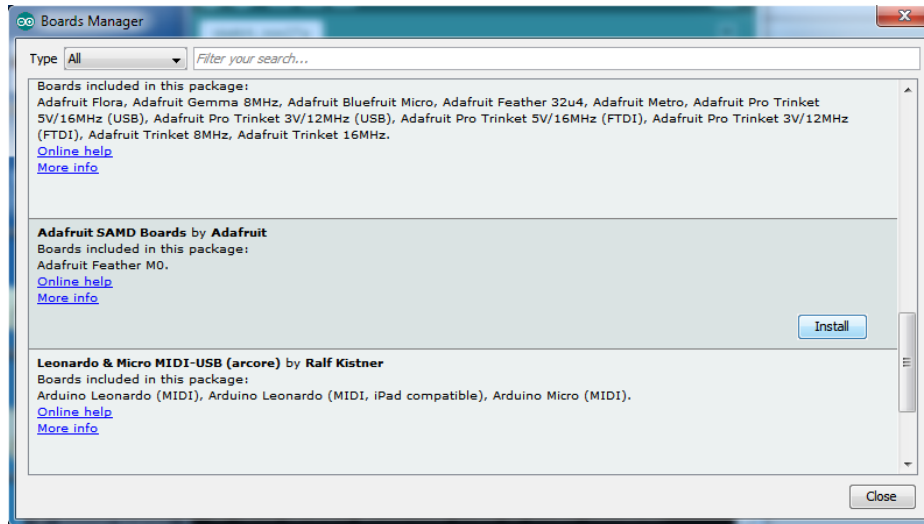 Boards Manager
Type All Filter your search...
Boards included in this package:
Adafruit Flora, Adafruit Gemma 8MHz, Adafruit Bluefruit Micro, Adafruit Feather 32u4, Adafruit Metro, Adafruit Pro Trinket
5V/16MHz (USB), Adafruit Pro Trinket 3V/12MHz (USB), Adafruit Pro Trinket 5V/16MHz (FTDI), Adafruit Pro Trinket 3V/12MHz
(FTDI), Adafruit Trinket 8MHz, Adafruit Trinket 16MHz.
Online help
More info
Adafruit SAMD Boards by Adafruit
Boards included in this package:
Adafruit Feather M0.
Online help
More info
Install
Leonardo & Micro MIDI-USB (arcore) by Ralf Kistner
Boards included in this package:
Arduino Leonardo (MIDI), Arduino Leonardo (MIDI, iPad compatible), Arduino Micro (MIDI).
Online help
More info
Close